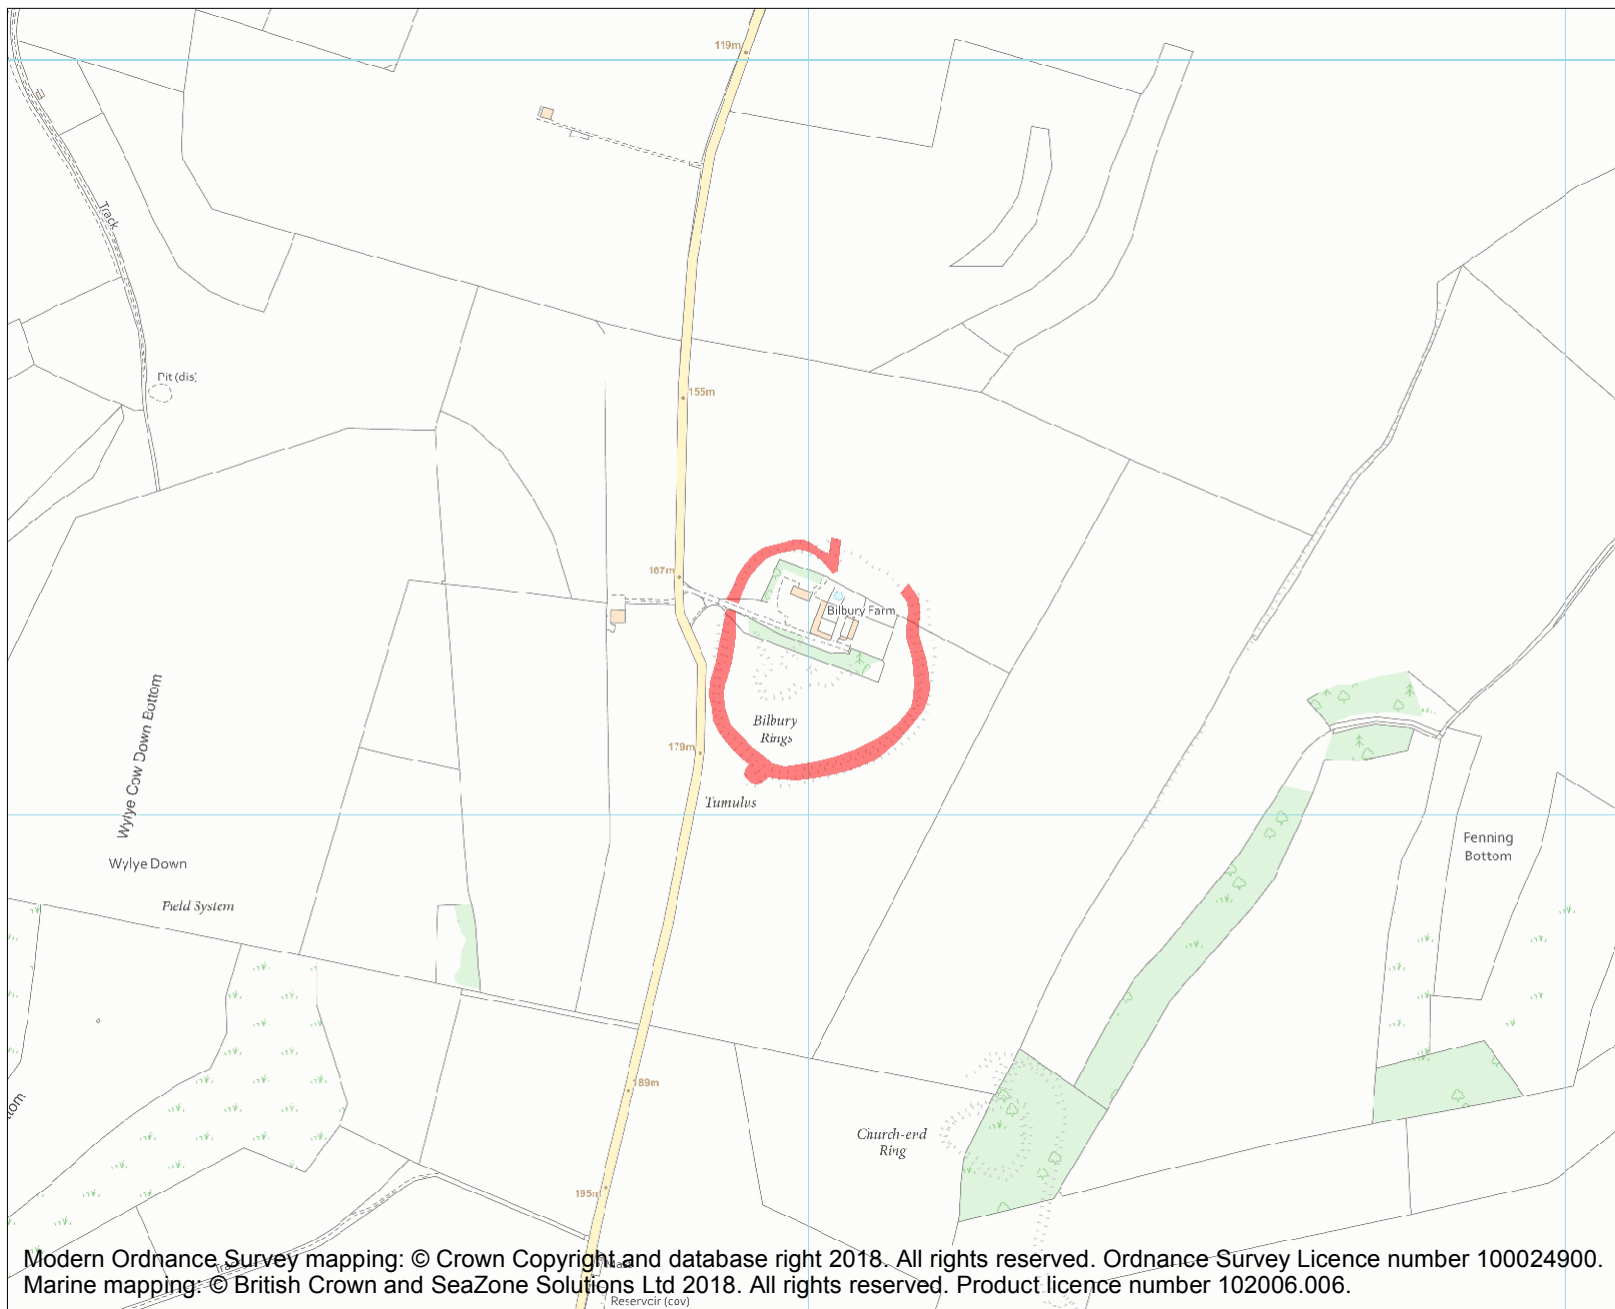 119m
Track
Pit (dis)
155m
167m
Bilbury Farm
Bilbury
Rings
179m
Tumulus
Wylye Cow Down Bottom
Wylye Down
Field System
Fenning
Bottom
189m
Church-end
Ring
195m
Modern Ordnance Survey mapping: © Crown Copyright and database right 2018. All rights reserved. Ordnance Survey Licence number 100024900.
Marine mapping: © British Crown and SeaZone Solutions Ltd 2018. All rights reserved. Product licence number 102006.006.
Reservoir (cov)